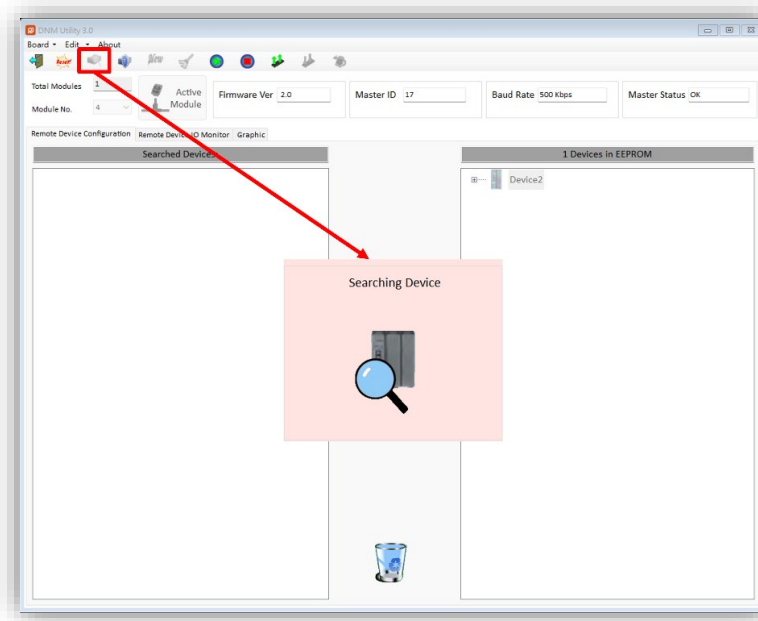 DNM Utility 3.0
Board Edit About
Reset New
Total Modules 1
Module No. 4
Active Module
Firmware Ver 2.0
Master ID 17
Baud Rate 500 Kbps
Master Status OK
Remote Device Configuration Remote Device IO Monitor Graphic
Searched Devices
1 Devices in EEPROM
Device2
Searching Device